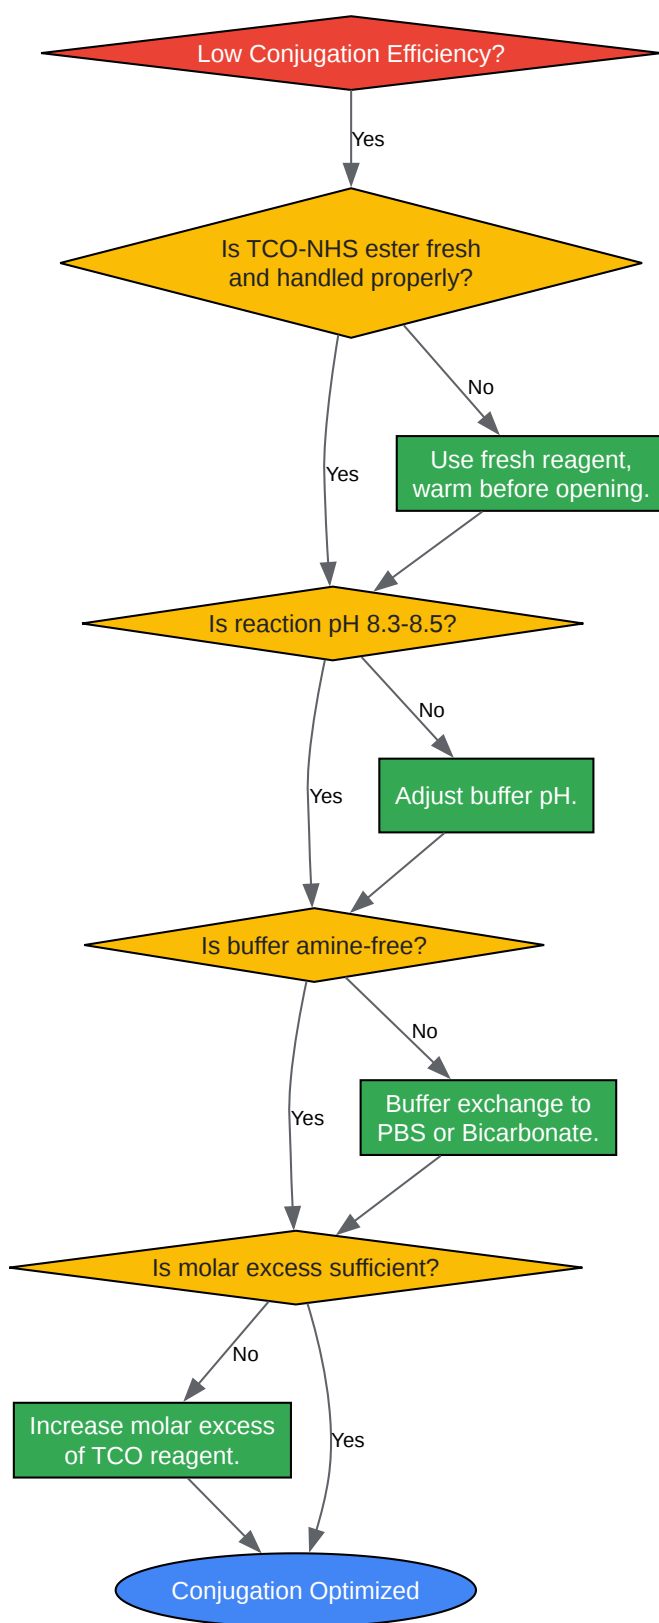 Low Conjugation Efficiency?
Yes
Is TCO-NHS ester fresh
and handled properly?
No
Yes
Use fresh reagent,
warm before opening.
Is reaction pH 8.3-8.5?
No
Yes
Adjust buffer pH.
Is buffer amine-free?
No
Yes
Buffer exchange to
PBS or Bicarbonate.
Is molar excess sufficient?
No
Yes
Increase molar excess
of TCO reagent.
Conjugation Optimized